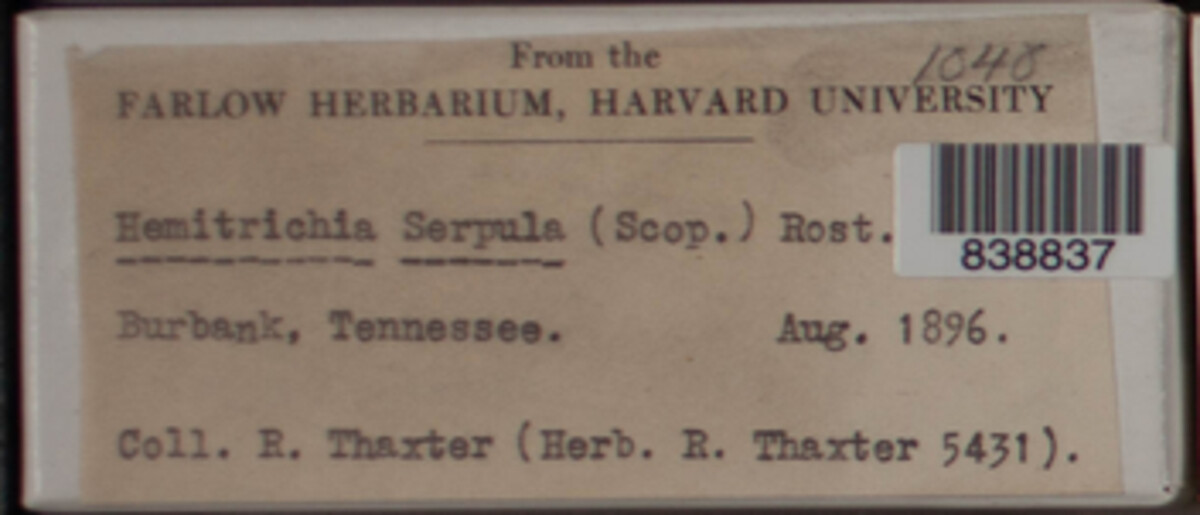 From the
1048
FARLOW HERBARIUM, HARVARD UNIVERSITY
Hemitrichia Serpula (Scop.) Rost.
838837
Burbank, Tennessee. Aug. 1896.
Coll. R. Thaxter (Herb. R. Thaxter 5431).